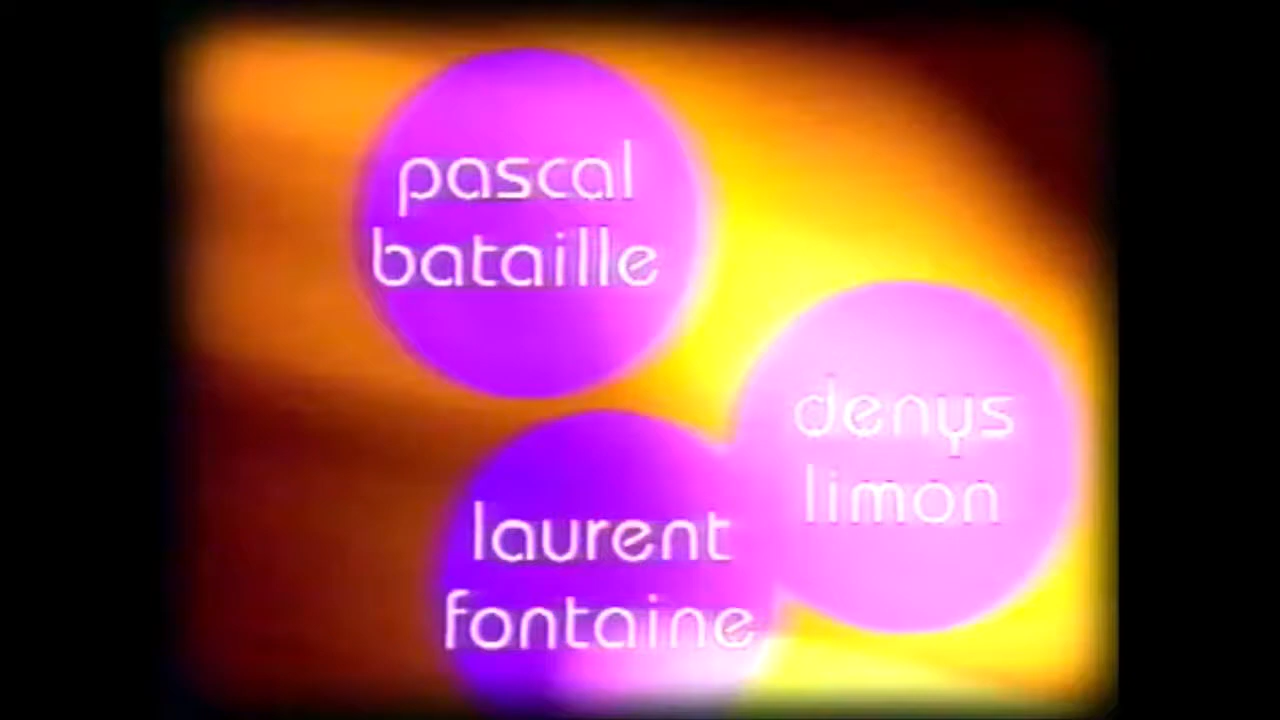 pascal
bataille
denys
limon
laurent
fontaine